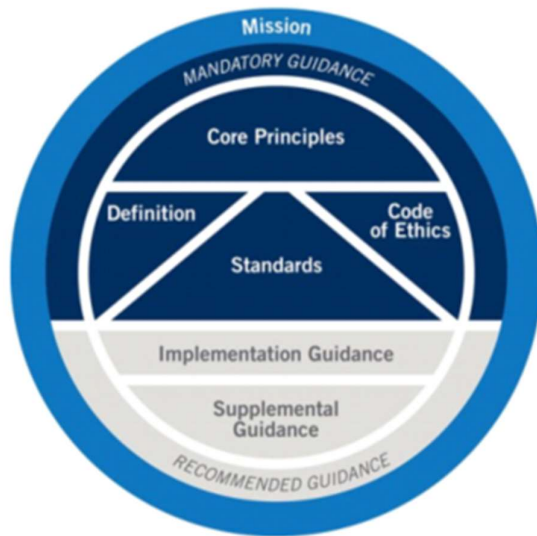 Mission
MANDATORY GUIDANCE
Core Principles
Definition
Code
of Ethics
Standards
Implementation Guidance
Supplemental
Guidance
RECOMMENDED GUIDANCE